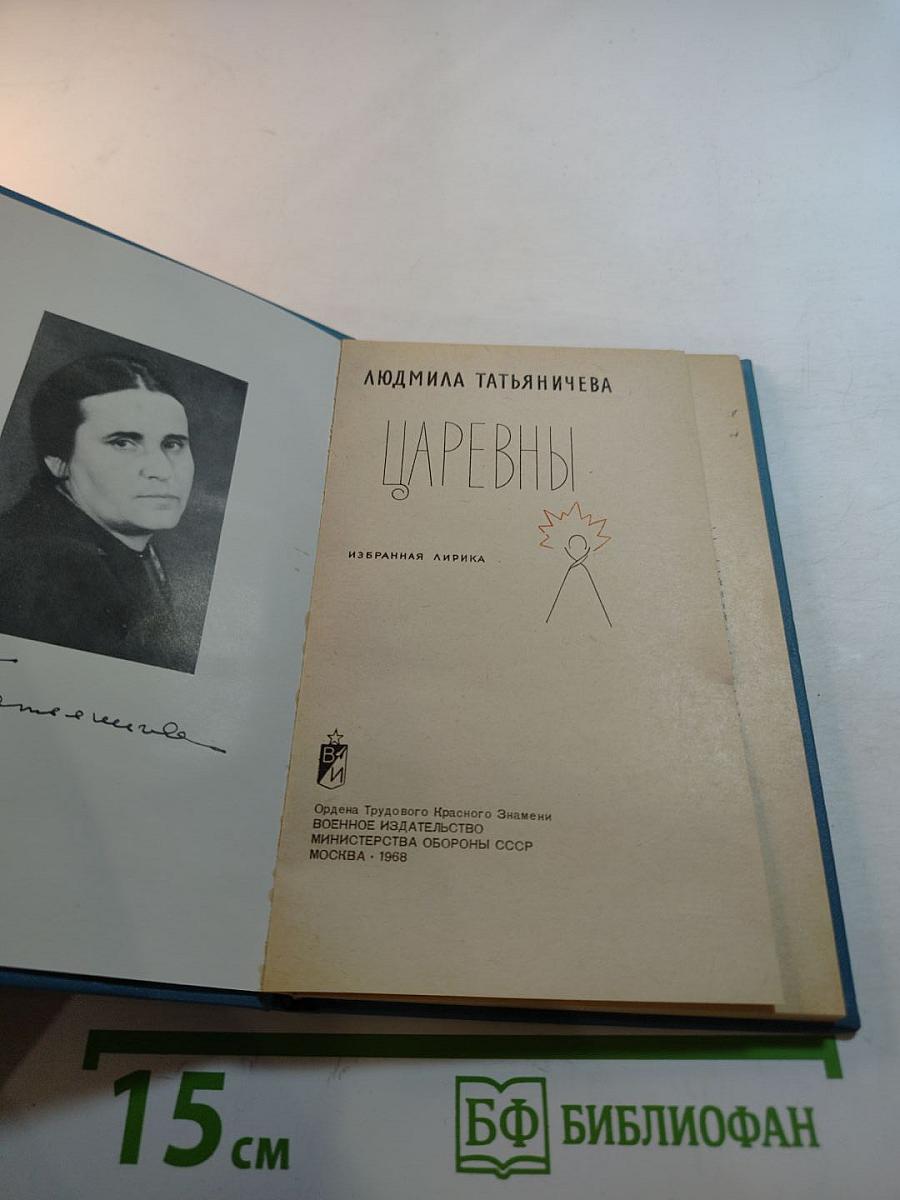 ЛЮДМИЛА ТАТЬЯНИЧЕВА
ЦАРЕВНЫ
ИЗБРАННАЯ ЛИРИКА
ВИ
Ордена Трудового Красного Знамени
ВОЕННОЕ ИЗДАТЕЛЬСТВО
МИНИСТЕРСТВА ОБОРОНЫ СССР
МОСКВА · 1968
15 см
БФ БИБЛИОФАН